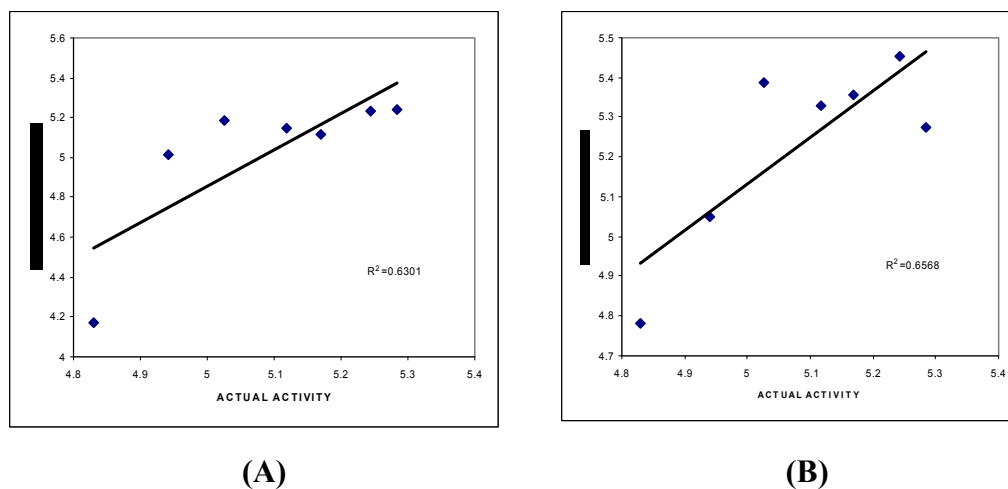 5.6
5.4
5.2
5
4.8
4.6
4.4
4.2
4
R²=0.6301
4.8 4.9 5 5.1 5.2 5.3 5.4
ACTUAL ACTIVITY
(A)
5.5
5.4
5.3
5.2
5.1
5
4.9
4.8
4.7
R²=0.6568
4.8 4.9 5 5.1 5.2 5.3 5.4
ACTUAL ACTIVITY
(B)